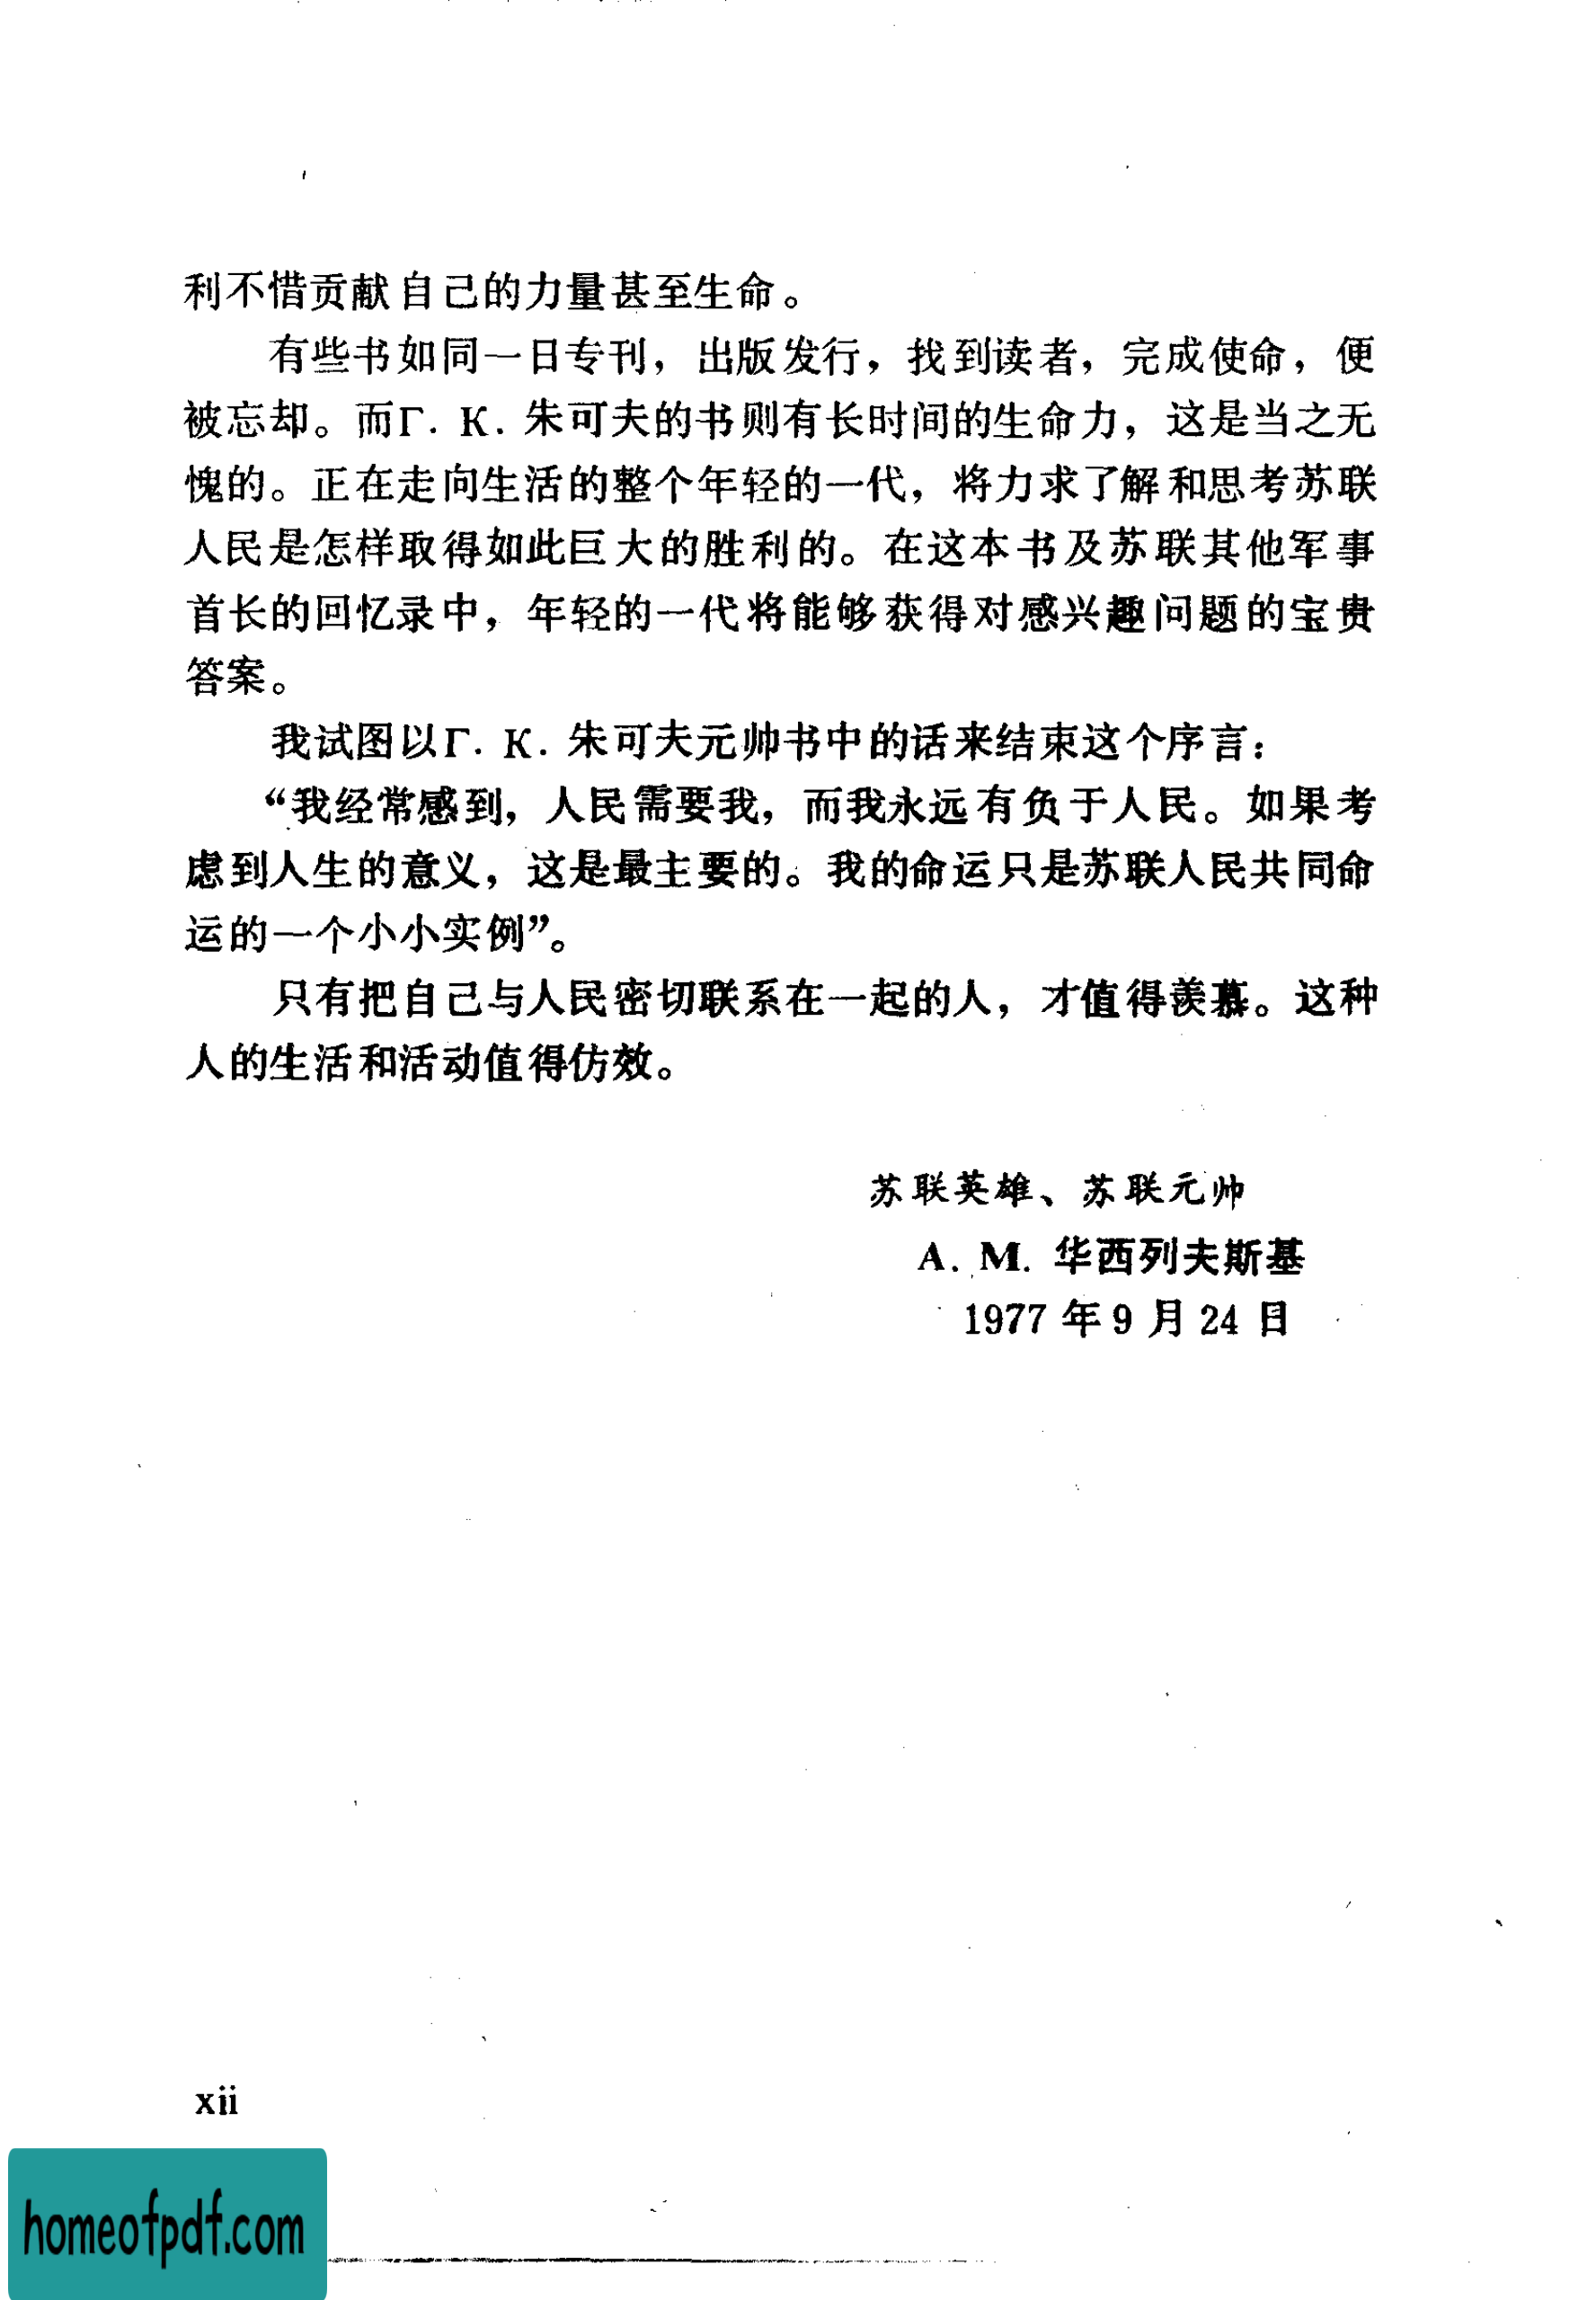 利不惜贡献自己的力量甚至生命。
有些书如同一日专刊，出版发行，找到读者，完成使命，便
被忘却。而Г. К. 朱可夫的书则有长时间的生命力，这是当之无
愧的。正在走向生活的整个年轻的一代，将力求了解和思考苏联
人民是怎样取得如此巨大的胜利的。在这本书及苏联其他军事
首长的回忆录中，年轻的一代将能够获得对感兴趣问题的宝贵
答案。
我试图以Г. К. 朱可夫元帅书中的话来结束这个序言：
“我经常感到，人民需要我，而我永远有负于人民。如果考
虑到人生的意义，这是最主要的。我的命运只是苏联人民共同命
运的一个小小实例”。
只有把自己与人民密切联系在一起的人，才值得羡慕。这种
人的生活和活动值得仿效。
苏联英雄、苏联元帅
А. М. 华西列夫斯基
1977 年 9 月 24 日
xii
homeofpdf.com